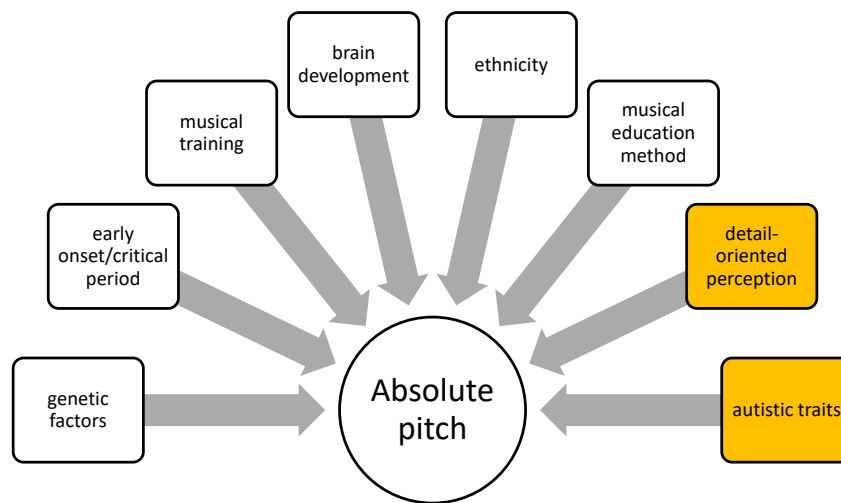 brain
development
ethnicity
musical
training
musical
education
method
early
onset/critical
period
detail-
oriented
perception
genetic
factors
Absolute
pitch
autistic traits